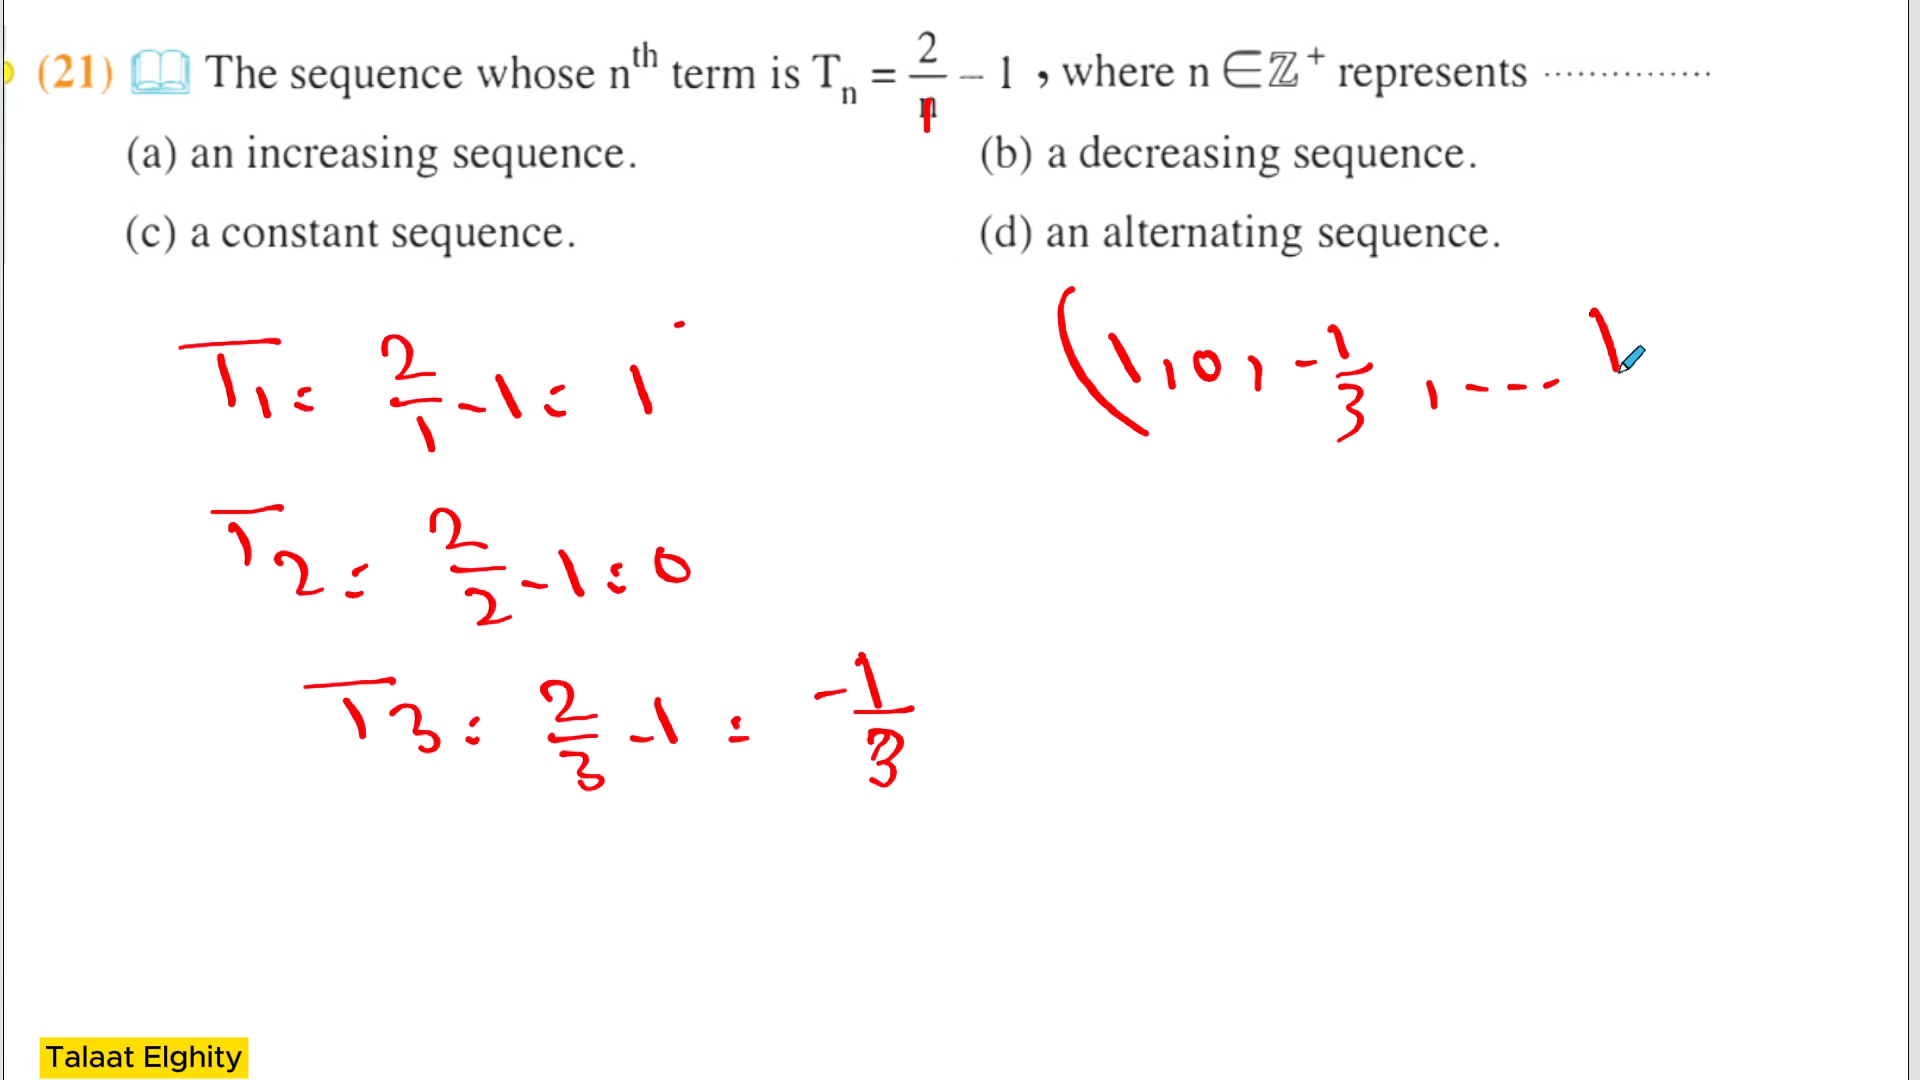 (21) The sequence whose nth term is Tn = 2/n – 1 , where n ∈ ℤ+ represents ...............
(a) an increasing sequence.
(b) a decreasing sequence.
(c) a constant sequence.
(d) an alternating sequence.
T1 = 2/1 - 1 = 1
(1, 0, -1/3, ----
T2 = 2/2 - 1 = 0
T3 = 2/3 - 1 = -1/3
Talaat Elghity